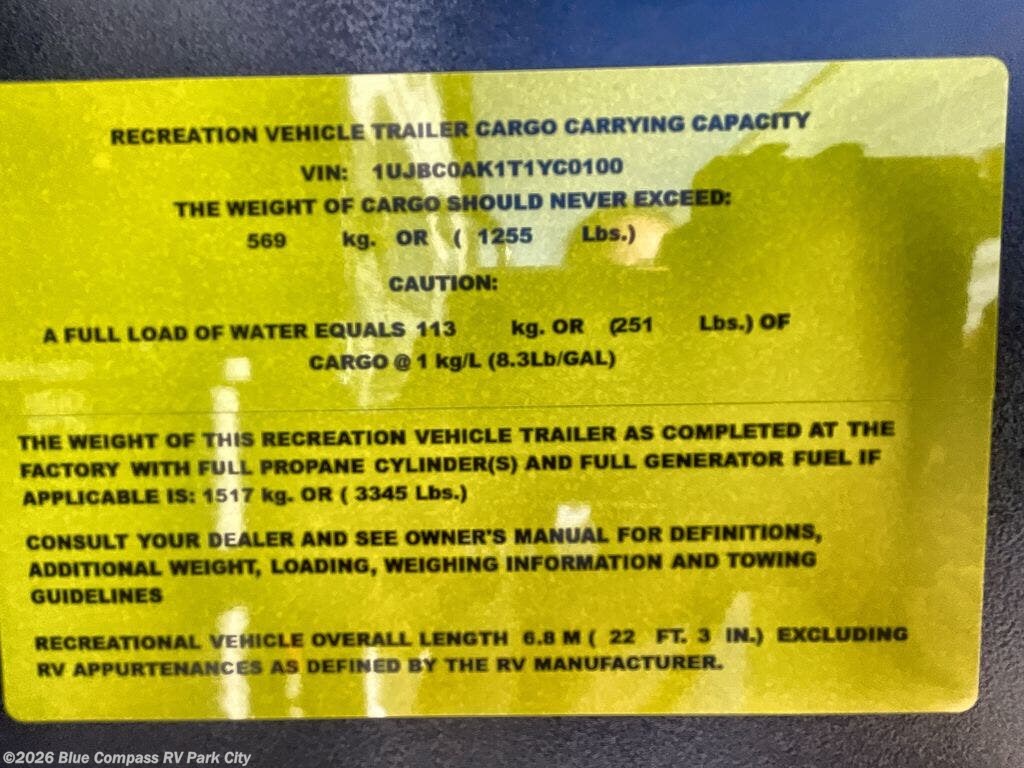 RECREATION VEHICLE TRAILER CARGO CARRYING CAPACITY
VIN: 1UJBC0AK1T1YC0100
THE WEIGHT OF CARGO SHOULD NEVER EXCEED:
569 kg. OR ( 1255 Lbs.)
CAUTION:
A FULL LOAD OF WATER EQUALS 113 kg. OR (251 Lbs.) OF
CARGO @ 1 kg/L (8.3Lb/GAL)
THE WEIGHT OF THIS RECREATION VEHICLE TRAILER AS COMPLETED AT THE
FACTORY WITH FULL PROPANE CYLINDER(S) AND FULL GENERATOR FUEL IF
APPLICABLE IS: 1517 kg. OR ( 3345 Lbs.)
CONSULT YOUR DEALER AND SEE OWNER'S MANUAL FOR DEFINITIONS,
ADDITIONAL WEIGHT, LOADING, WEIGHING INFORMATION AND TOWING
GUIDELINES
RECREATIONAL VEHICLE OVERALL LENGTH 6.8 M ( 22 FT. 3 IN.) EXCLUDING
RV APPURTENANCES AS DEFINED BY THE RV MANUFACTURER.
©2026 Blue Compass RV Park City